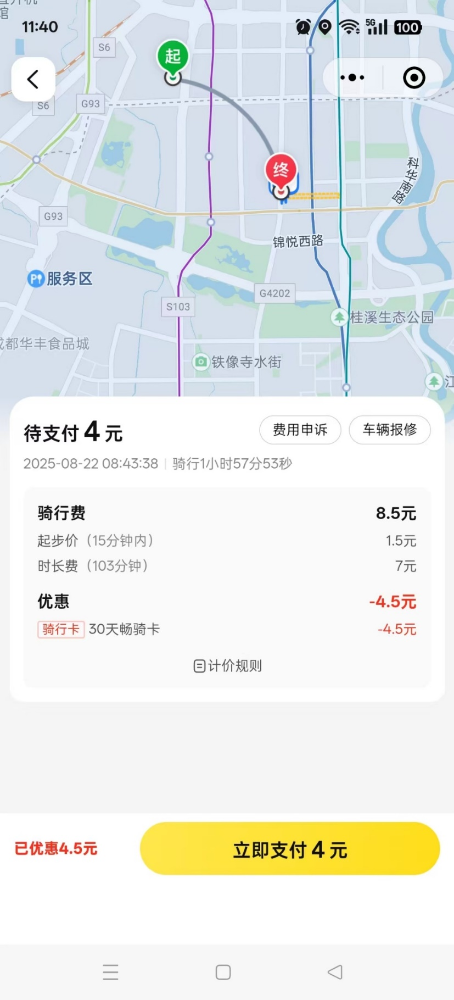 11:40
5G
100
S6
起
S6
G93
科华南路
终
G93
锦悦西路
服务区
G4202
S103
桂溪生态公园
成都华丰食品城
铁像寺水街
江
待支付 4 元
费用申诉
车辆报修
2025-08-22 08:43:38 | 骑行1小时57分53秒
骑行费 8.5元
起步价（15分钟内） 1.5元
时长费（103分钟） 7元
优惠 -4.5元
骑行卡 30天畅骑卡 -4.5元
计价规则
已优惠4.5元
立即支付 4 元